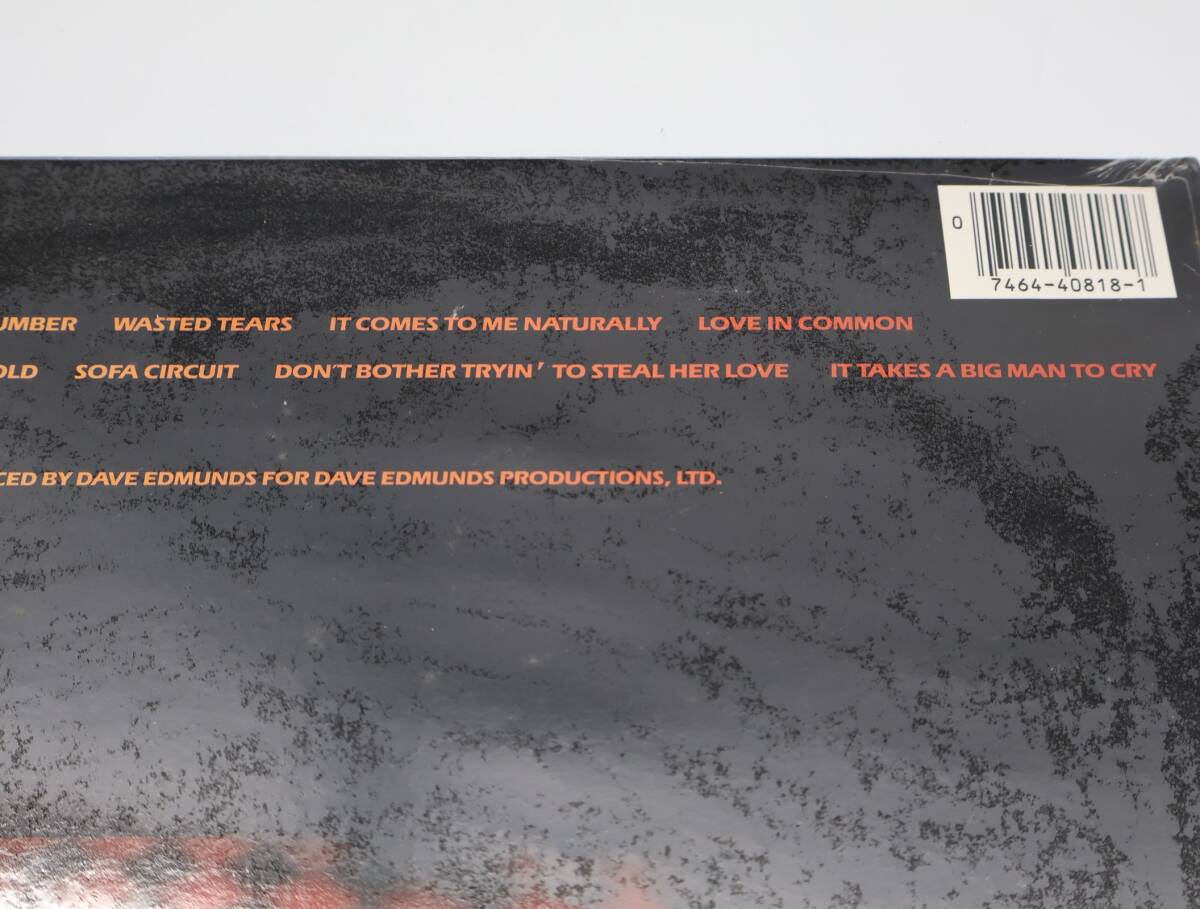 0
7464-40818-1
UMBER WASTED TEARS IT COMES TO ME NATURALLY LOVE IN COMMON
OLD SOFA CIRCUIT DON'T BOTHER TRYIN' TO STEAL HER LOVE IT TAKES A BIG MAN TO CRY
CED BY DAVE EDMUNDS FOR DAVE EDMUNDS PRODUCTIONS, LTD.